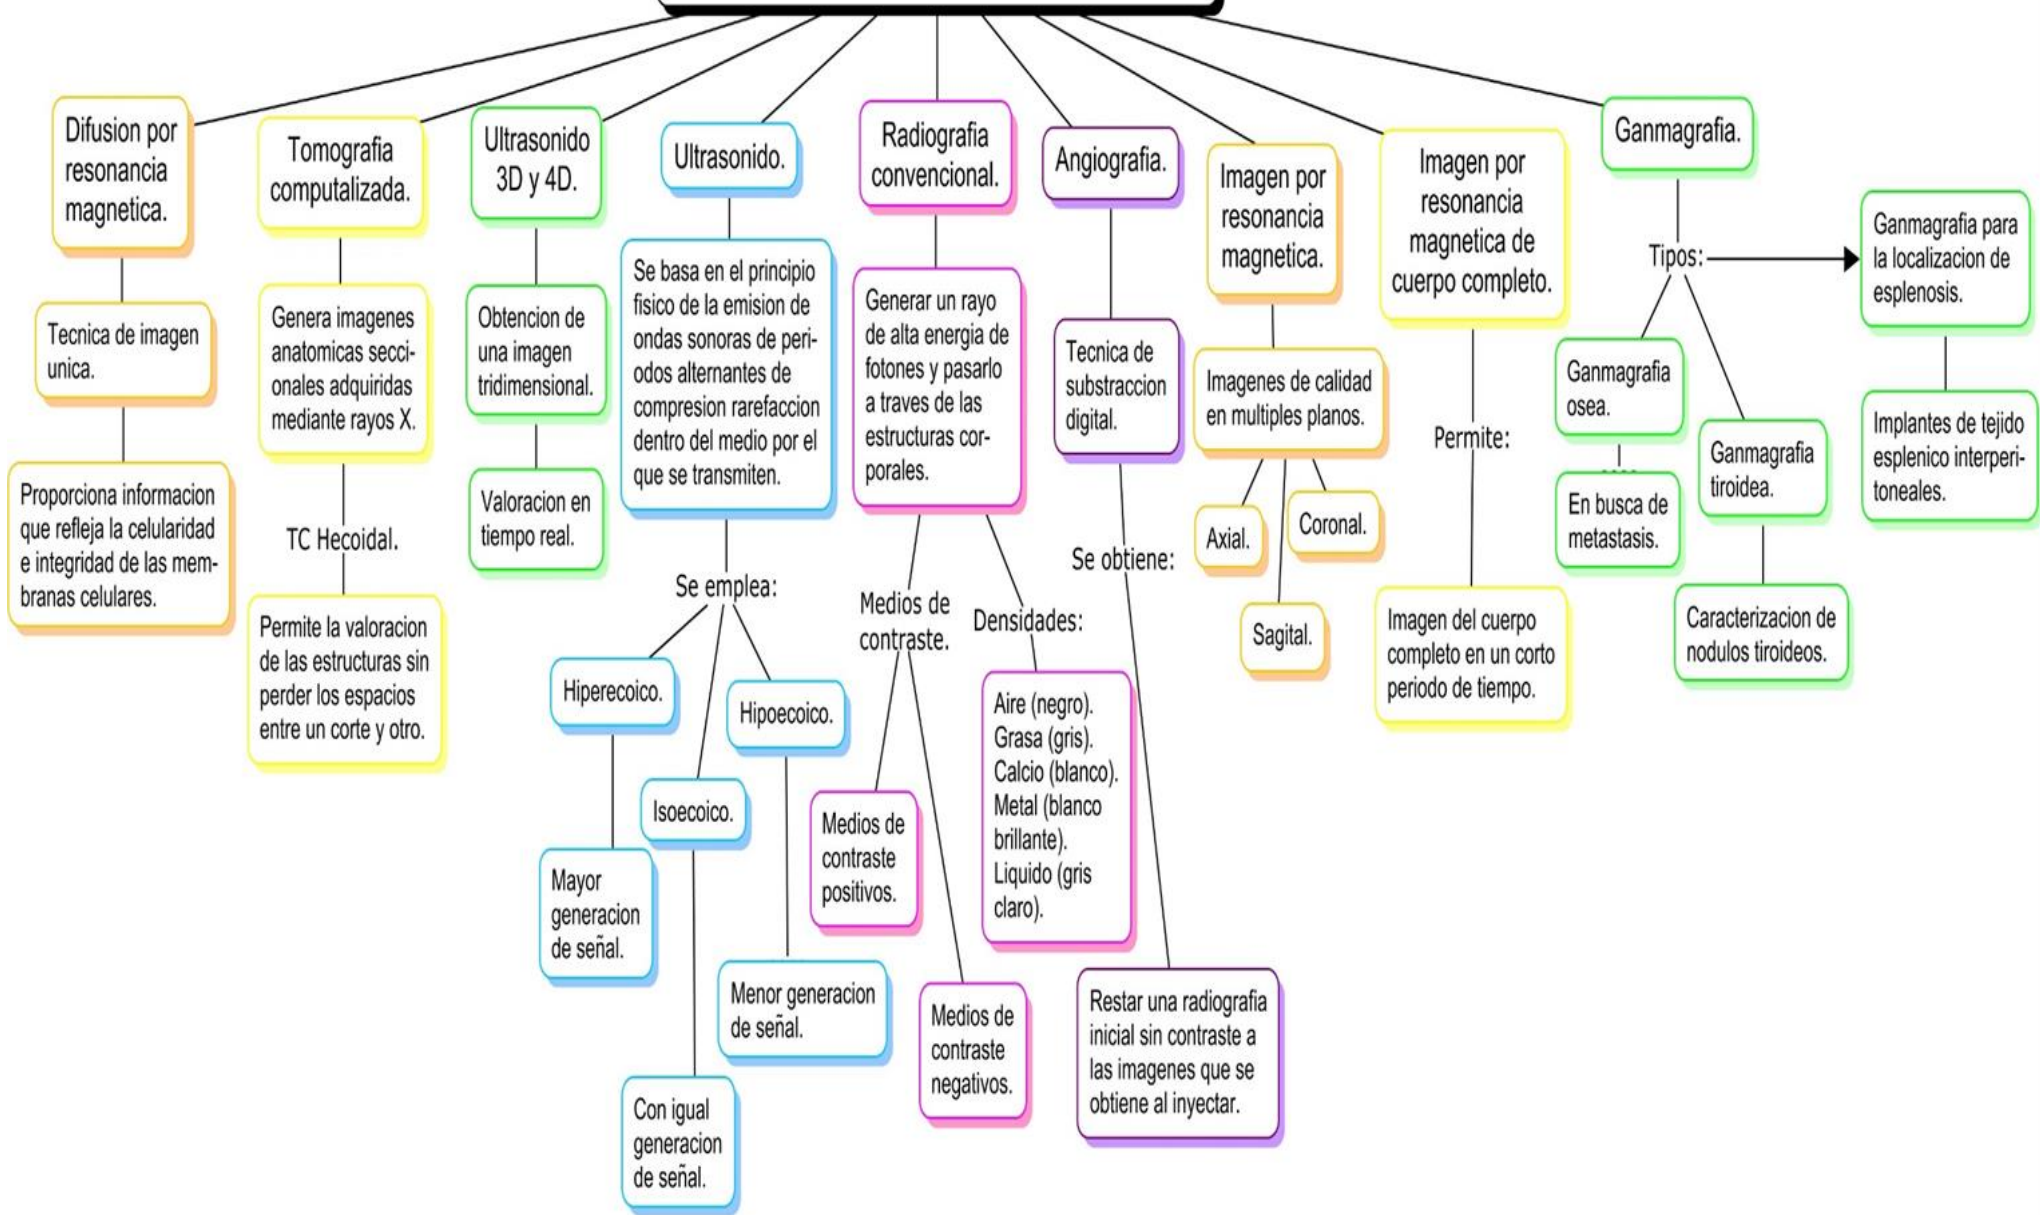 Difusion por
resonancia
magnetica.
Tecnica de imagen
unica.
Proporciona informacion
que refleja la celularidad
e integridad de las mem-
branas celulares.
Tomografia
computalizada.
Genera imagenes
anatomicas secci-
onales adquiridas
mediante rayos X.
TC Hecoidal.
Permite la valoracion
de las estructuras sin
perder los espacios
entre un corte y otro.
Ultrasonido
3D y 4D.
Obtencion de
una imagen
tridimensional.
Valoracion en
tiempo real.
Ultrasonido.
Se basa en el principio
fisico de la emision de
ondas sonoras de peri-
odos alternantes de
compresion rarefaccion
dentro del medio por el
que se transmiten.
Se emplea:
Hiperecoico.
Mayor
generacion
de señal.
Isoecoico.
Con igual
generacion
de señal.
Hipoecoico.
Menor generacion
de señal.
Radiografia
convencional.
Generar un rayo
de alta energia de
fotones y pasarlo
a traves de las
estructuras cor-
porales.
Medios de
contraste.
Medios de
contraste
positivos.
Medios de
contraste
negativos.
Densidades:
Aire (negro).
Grasa (gris).
Calcio (blanco).
Metal (blanco
brillante).
Liquido (gris
claro).
Angiografia.
Tecnica de
substraccion
digital.
Se obtiene:
Restar una radiografia
inicial sin contraste a
las imagenes que se
obtiene al inyectar.
Imagen por
resonancia
magnetica.
Imagenes de calidad
en multiples planos.
Axial.
Sagital.
Coronal.
Imagen por
resonancia
magnetica de
cuerpo completo.
Permite:
Imagen del cuerpo
completo en un corto
periodo de tiempo.
Ganmagrafia.
Tipos:
Ganmagrafia
osea.
En busca de
metastasis.
Ganmagrafia
tiroidea.
Caracterizacion de
nodulos tiroideos.
Ganmagrafia para
la localizacion de
esplenosis.
Implantes de tejido
esplenico interperi-
toneales.